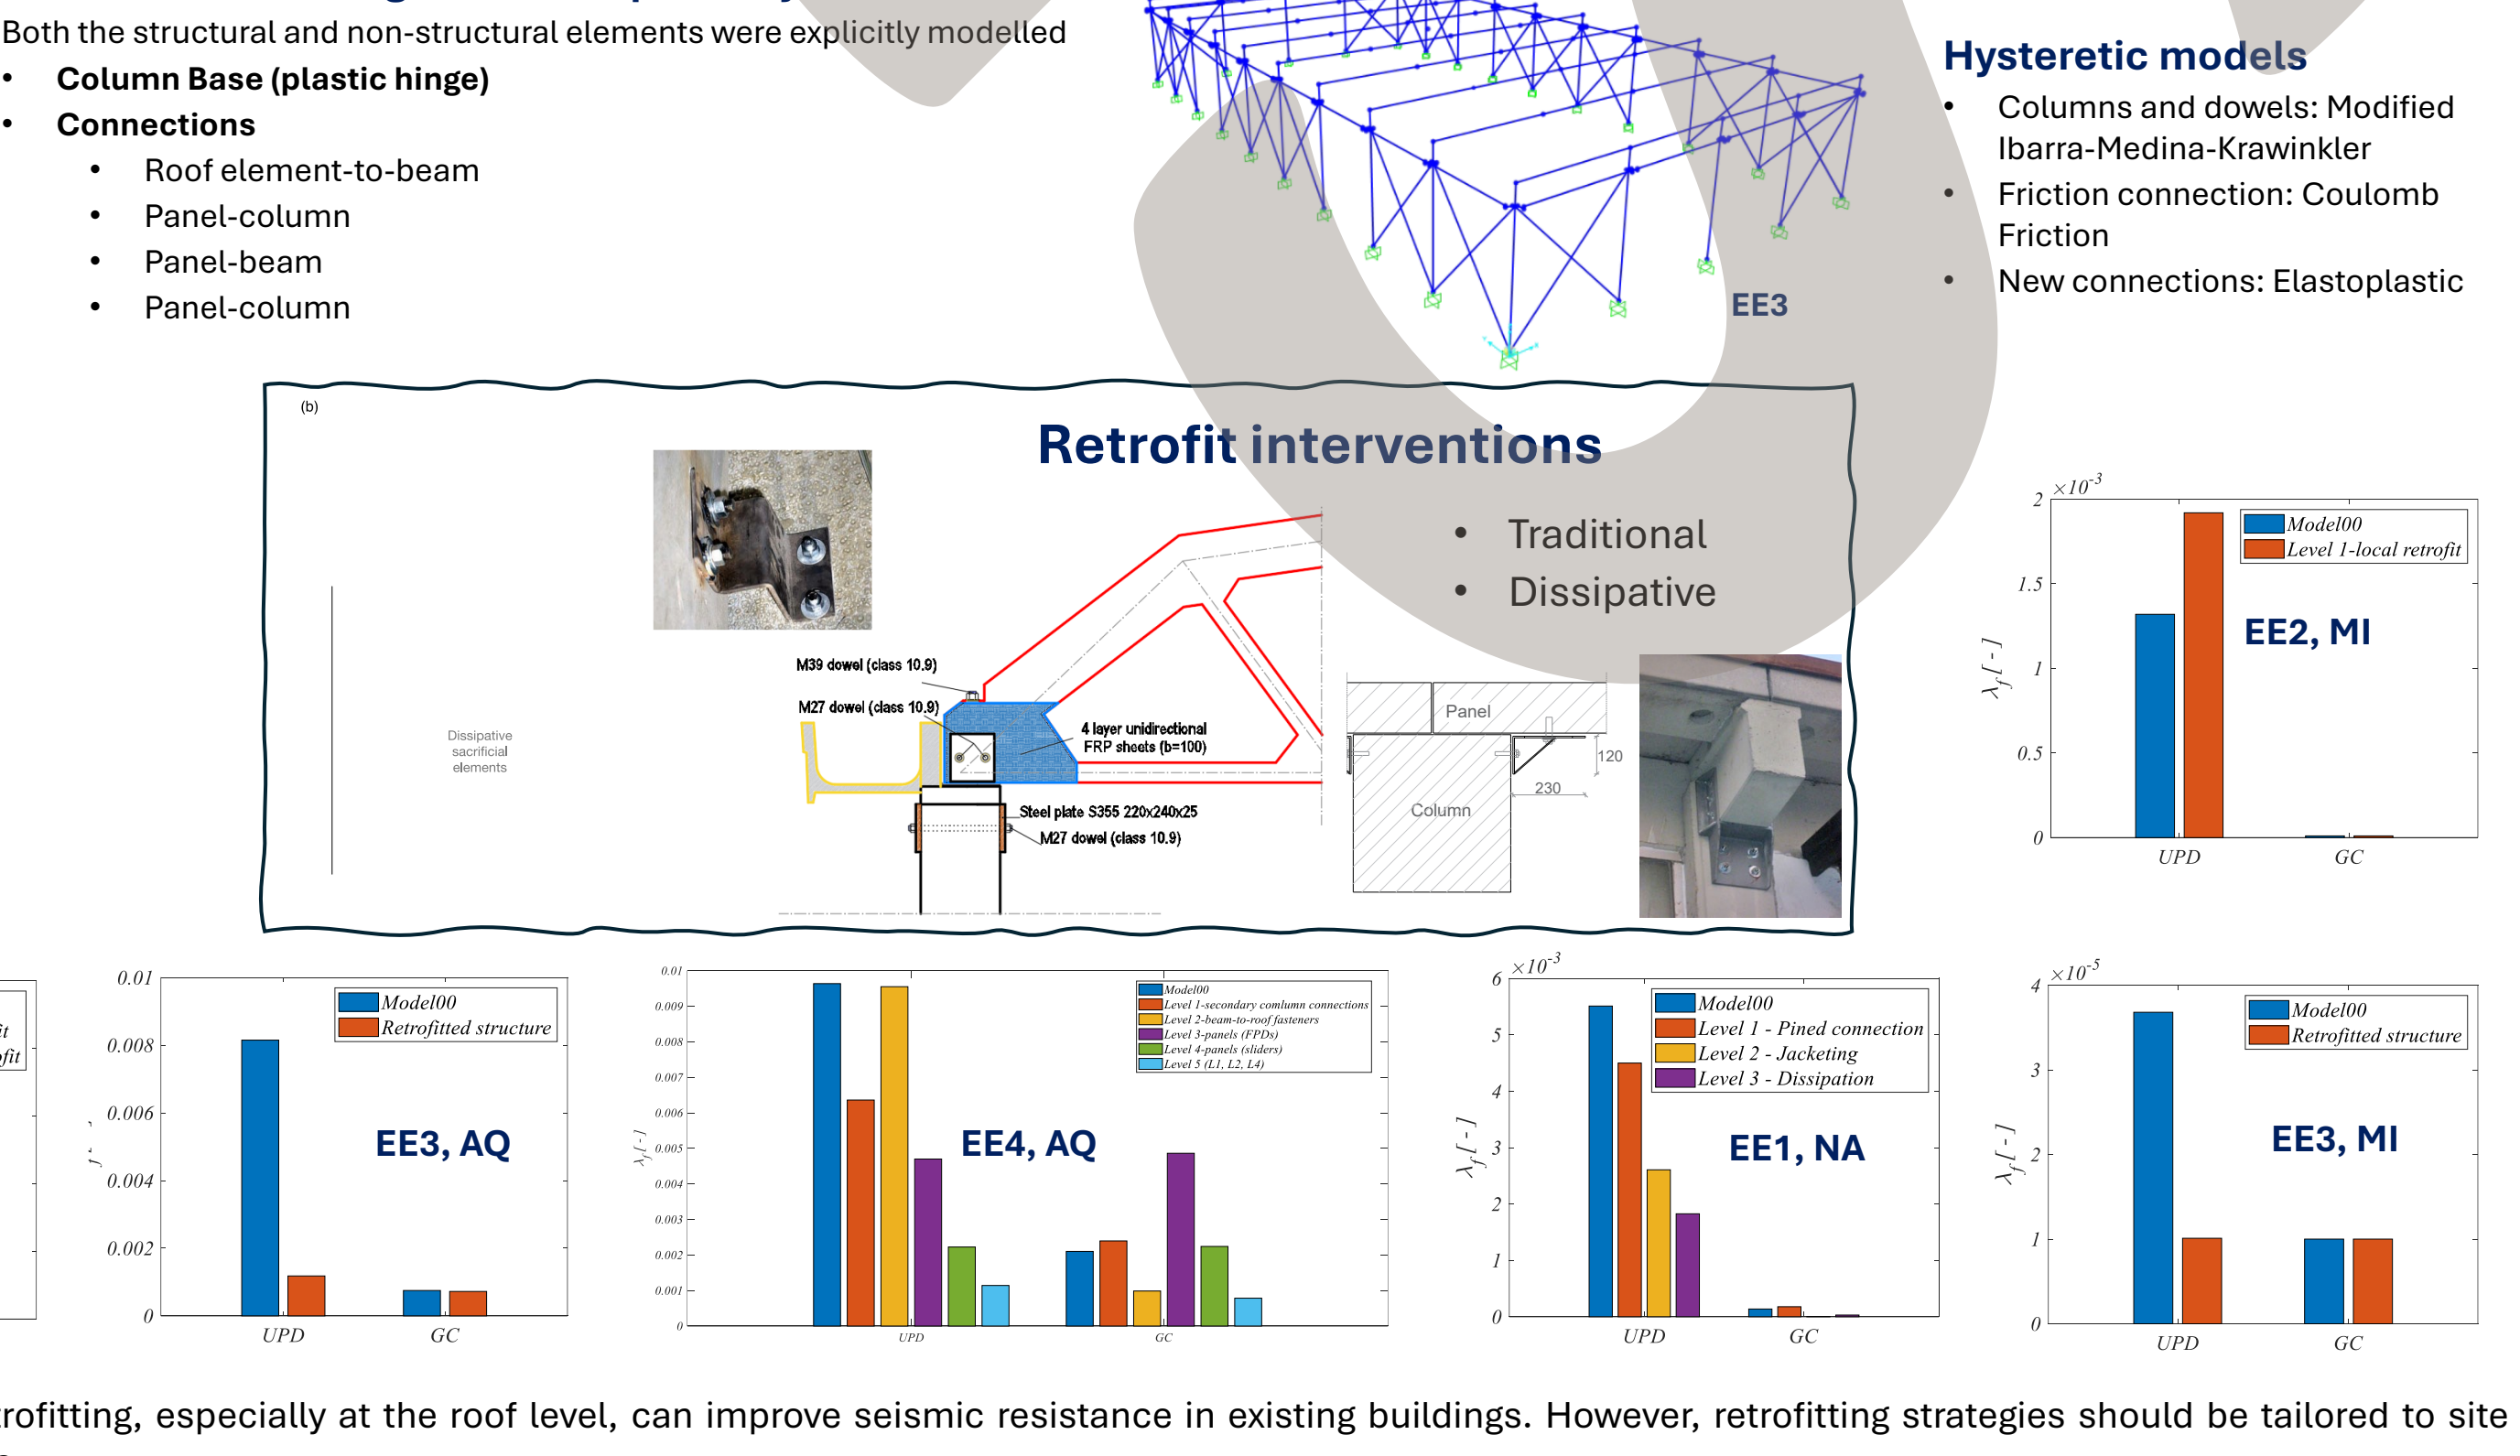 Both the structural and non-structural elements were explicitly modelled
• Column Base (plastic hinge)
• Connections
• Roof element-to-beam
• Panel-column
• Panel-beam
• Panel-column
EE3
Hysteretic models
• Columns and dowels: Modified
Ibarra-Medina-Krawinkler
• Friction connection: Coulomb
Friction
• New connections: Elastoplastic
(b)
Retrofit interventions
• Traditional
• Dissipative
Dissipative
sacrificial
elements
M39 dowel (class 10.9)
M27 dowel (class 10.9)
4 layer unidirectional
FRP sheets (b=100)
Steel plate S355 220x240x25
M27 dowel (class 10.9)
Panel
Column
120
230
×10⁻³
2
1.5
1
0.5
0
λf [ - ]
Model00
Level 1-local retrofit
EE2, MI
UPD GC
0.01
0.008
0.006
0.004
0.002
0
Model00
Retrofitted structure
EE3, AQ
UPD GC
0.01
0.009
0.008
0.007
0.006
0.005
0.004
0.003
0.002
0.001
0
λf [ - ]
Model00
Level 1-secondary comlumn connections
Level 2-beam-to-roof fasteners
Level 3-panels (FPDs)
Level 4-panels (sliders)
Level 5 (L1, L2, L4)
EE4, AQ
UPD GC
×10⁻³
6
5
4
3
2
1
0
λf [ - ]
Model00
Level 1 - Pined connection
Level 2 - Jacketing
Level 3 - Dissipation
EE1, NA
UPD GC
×10⁻⁵
4
3
2
1
0
λf [ - ]
Model00
Retrofitted structure
EE3, MI
UPD GC
rofitting, especially at the roof level, can improve seismic resistance in existing buildings. However, retrofitting strategies should be tailored to site